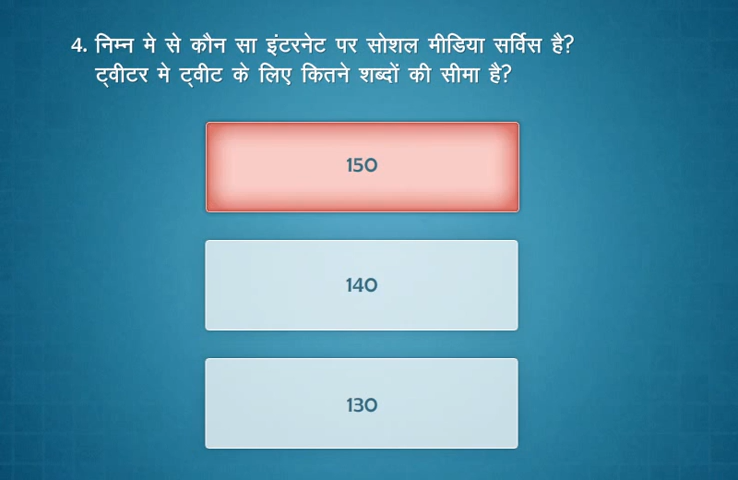 4. निम्न मे से कौन सा इंटरनेट पर सोशल मीडिया सर्विस है?
ट्वीटर मे ट्वीट के लिए कितने शब्दों की सीमा है?
150
140
130